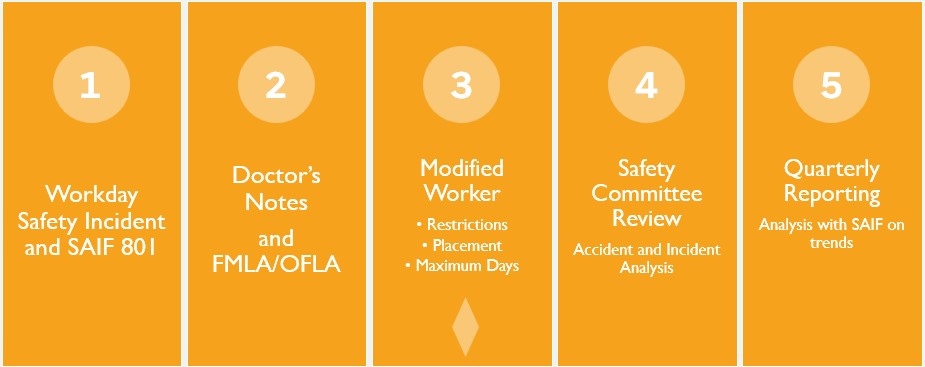 1
Workday
Safety Incident
and SAIF 801
2
Doctor's
Notes
and
FMLA/OFLA
3
Modified
Worker
• Restrictions
• Placement
• Maximum Days
4
Safety
Committee
Review
Accident and Incident
Analysis
5
Quarterly
Reporting
Analysis with SAIF on
trends